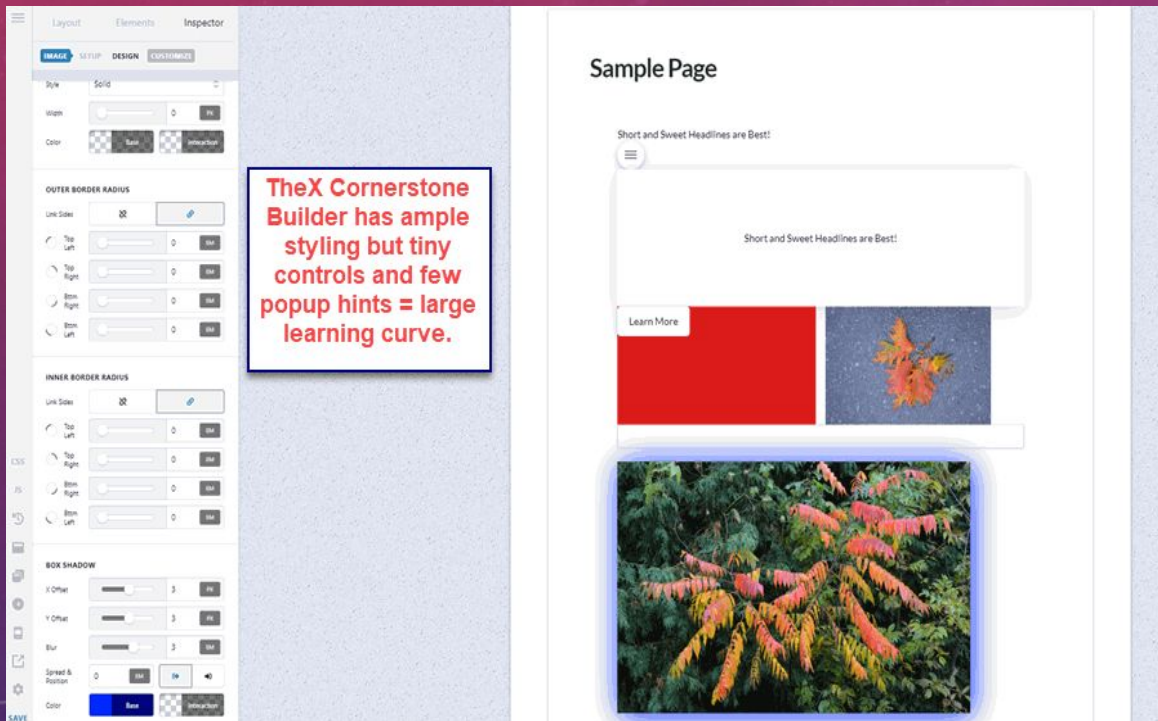 Layout Elements Inspector
IMAGE SETUP DESIGN CUSTOMIZE
Style Solid
Width 0 PX
Color Base Interaction
OUTER BORDER RADIUS
Link Sides
Top
Left 0 EM
Top
Right 0 EM
Bttm
Right 0 EM
Bttm
Left 0 EM
INNER BORDER RADIUS
Link Sides
Top
Left 0 EM
Top
Right 0 EM
Bttm
Right 0 EM
Bttm
Left 0 EM
BOX SHADOW
X Offset 3 PX
Y Offset 3 PX
Blur 3 EM
Spread &
Position 0 EM
Color Base Interaction
CSS
JS
SAVE
TheX Cornerstone
Builder has ample
styling but tiny
controls and few
popup hints = large
learning curve.
Sample Page
Short and Sweet Headlines are Best!
Short and Sweet Headlines are Best!
Learn More